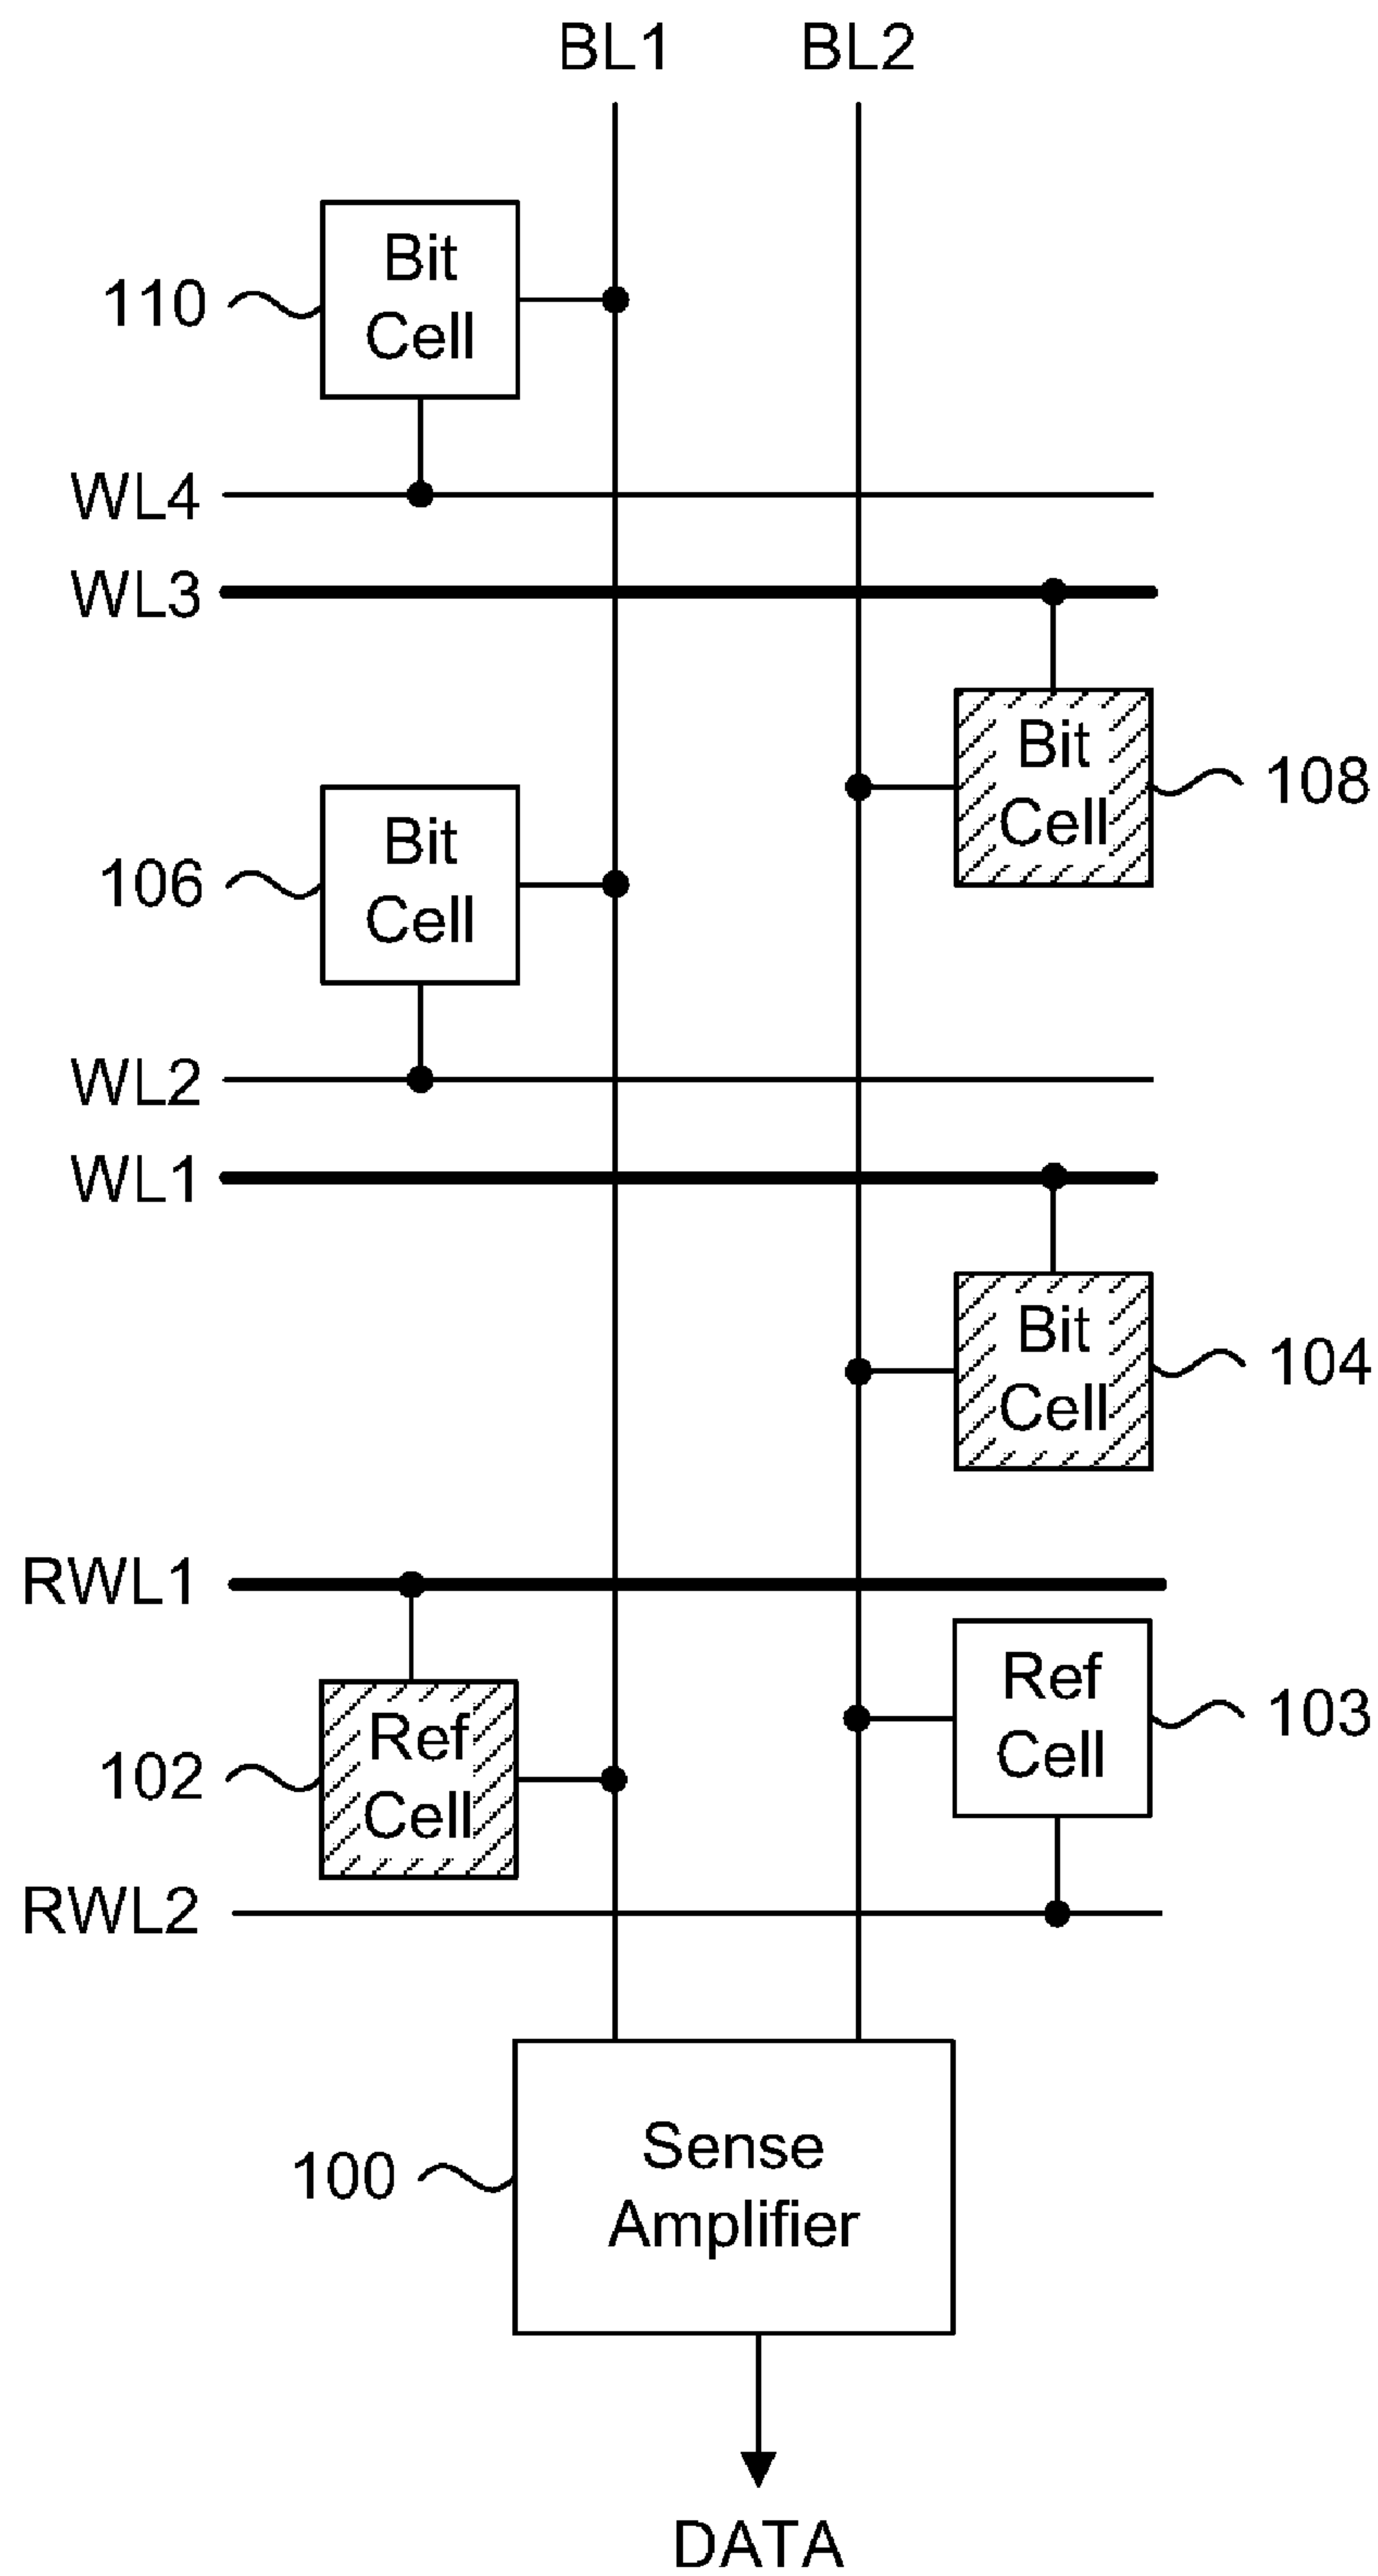 BL1 BL2
Bit
Cell
110
WL4
WL3
Bit
Cell
108
Bit
Cell
106
WL2
WL1
Bit
Cell
104
RWL1
Ref
Cell
103
Ref
Cell
102
RWL2
Sense
Amplifier
100
DATA